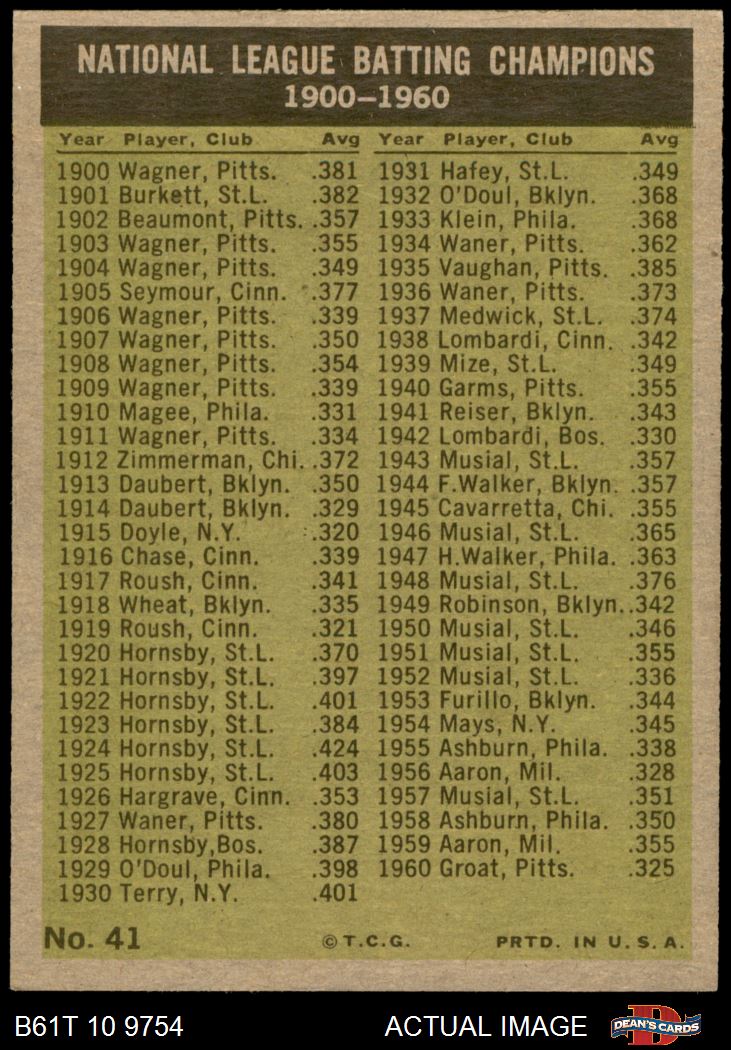 NATIONAL LEAGUE BATTING CHAMPIONS
1900-1960
Year Player, Club Avg
1900 Wagner, Pitts. .381
1901 Burkett, St.L. .382
1902 Beaumont, Pitts. .357
1903 Wagner, Pitts. .355
1904 Wagner, Pitts. .349
1905 Seymour, Cinn. .377
1906 Wagner, Pitts. .339
1907 Wagner, Pitts. .350
1908 Wagner, Pitts. .354
1909 Wagner, Pitts. .339
1910 Magee, Phila. .331
1911 Wagner, Pitts. .334
1912 Zimmerman, Chi. .372
1913 Daubert, Bklyn. .350
1914 Daubert, Bklyn. .329
1915 Doyle, N.Y. .320
1916 Chase, Cinn. .339
1917 Roush, Cinn. .341
1918 Wheat, Bklyn. .335
1919 Roush, Cinn. .321
1920 Hornsby, St.L. .370
1921 Hornsby, St.L. .397
1922 Hornsby, St.L. .401
1923 Hornsby, St.L. .384
1924 Hornsby, St.L. .424
1925 Hornsby, St.L. .403
1926 Hargrave, Cinn. .353
1927 Waner, Pitts. .380
1928 Hornsby,Bos. .387
1929 O'Doul, Phila. .398
1930 Terry, N.Y. .401
Year Player, Club Avg
1931 Hafey, St.L. .349
1932 O'Doul, Bklyn. .368
1933 Klein, Phila. .368
1934 Waner, Pitts. .362
1935 Vaughan, Pitts. .385
1936 Waner, Pitts. .373
1937 Medwick, St.L. .374
1938 Lombardi, Cinn. .342
1939 Mize, St.L. .349
1940 Garms, Pitts. .355
1941 Reiser, Bklyn. .343
1942 Lombardi, Bos. .330
1943 Musial, St.L. .357
1944 F.Walker, Bklyn. .357
1945 Cavarretta, Chi. .355
1946 Musial, St.L. .365
1947 H.Walker, Phila. .363
1948 Musial, St.L. .376
1949 Robinson, Bklyn. .342
1950 Musial, St.L. .346
1951 Musial, St.L. .355
1952 Musial, St.L. .336
1953 Furillo, Bklyn. .344
1954 Mays, N.Y. .345
1955 Ashburn, Phila. .338
1956 Aaron, Mil. .328
1957 Musial, St.L. .351
1958 Ashburn, Phila. .350
1959 Aaron, Mil. .355
1960 Groat, Pitts. .325
No. 41 © T.C.G. PRTD. IN U.S.A.
B61T 10 9754 ACTUAL IMAGE DEAN'S CARDS